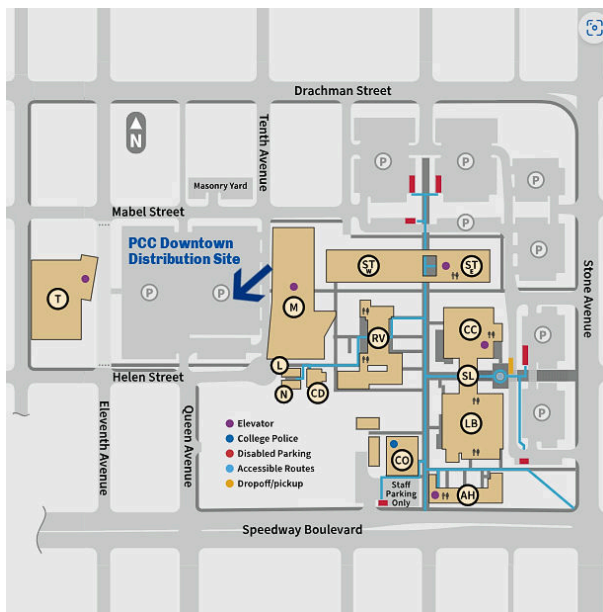 Drachman Street
N
Tenth Avenue
Masonry Yard
P
P
P
Mabel Street
P
PCC Downtown
Distribution Site
P
ST
W
ST
E
T
P
P
M
Stone Avenue
CC
RV
P
L
SL
Helen Street
N
CD
P
LB
Eleventh Avenue
Queen Avenue
Elevator
College Police
Disabled Parking
Accessible Routes
Dropoff/pickup
CO
Staff
Parking
Only
AH
Speedway Boulevard